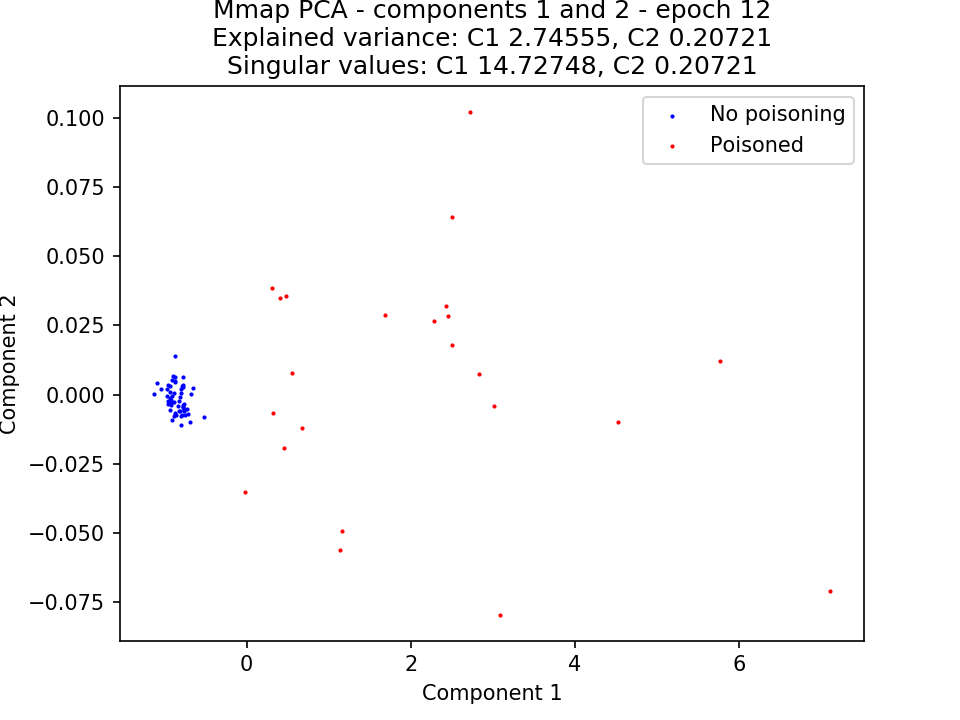 Mmap PCA - components 1 and 2 - epoch 12
Explained variance: C1 2.74555, C2 0.20721
Singular values: C1 14.72748, C2 0.20721
No poisoning
Poisoned
0.100
0.075
0.050
0.025
0.000
−0.025
−0.050
−0.075
Component 2
0 2 4 6
Component 1